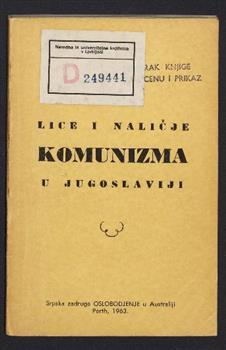 Narodna in univerzitetna knjižnica
v Ljubljani
D 249441
RAK KNJIGE
CENU I PRIKAZ
LICE I NALIČJE
KOMUNIZMA
U JUGOSLAVIJI
Srpska zadruga OSLOBODJENJE u Australiji
Perth, 1963.